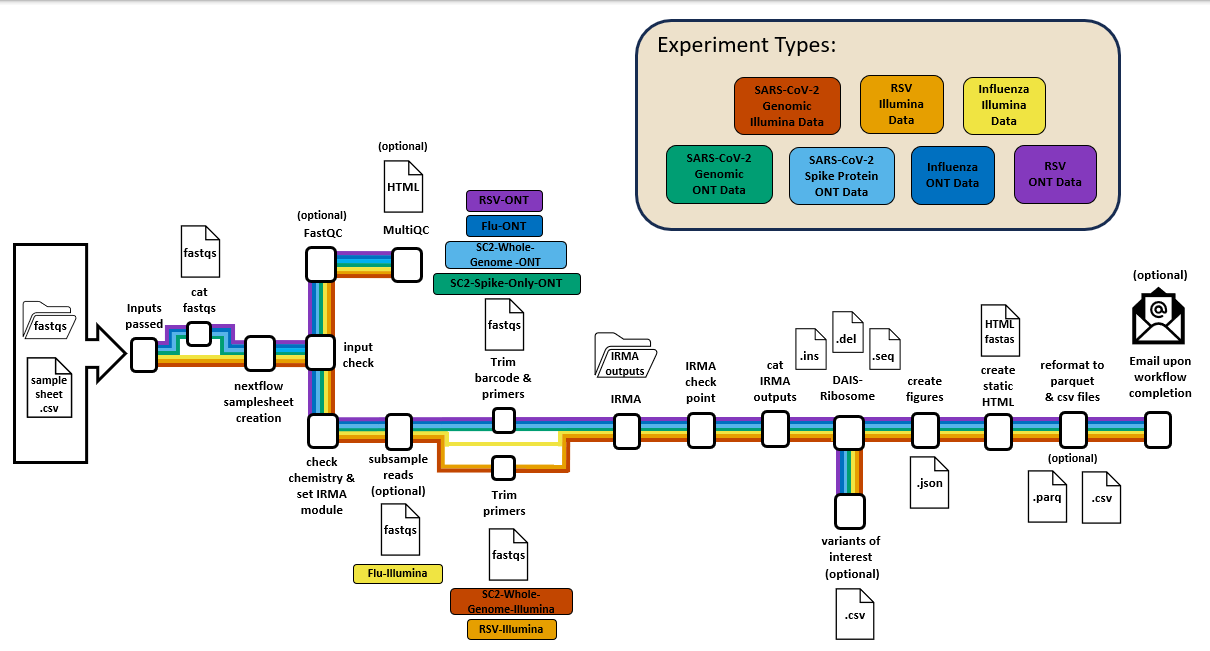 Experiment Types:
SARS-CoV-2
Genomic
Illumina Data
RSV
Illumina
Data
Influenza
Illumina
Data
SARS-CoV-2
Genomic
ONT Data
SARS-CoV-2
Spike Protein
ONT Data
Influenza
ONT Data
RSV
ONT Data
fastqs
sample
sheet
.csv
Inputs
passed
fastqs
cat
fastqs
nextflow
samplesheet
creation
(optional)
FastQC
(optional)
HTML
MultiQC
input
check
check
chemistry &
set IRMA
module
subsample
reads
(optional)
fastqs
Flu-Illumina
RSV-ONT
Flu-ONT
SC2-Whole-
Genome -ONT
SC2-Spike-Only-ONT
fastqs
Trim
barcode &
primers
Trim
primers
fastqs
SC2-Whole-
Genome-Illumina
RSV-Illumina
IRMA
outputs
IRMA
IRMA
check
point
cat
IRMA
outputs
.ins
.del
.seq
DAIS-
Ribosome
variants of
interest
(optional)
.csv
create
figures
.json
HTML
fastas
create
static
HTML
reformat to
parquet
& csv files
(optional)
.parq
.csv
(optional)
@
Email upon
workflow
completion